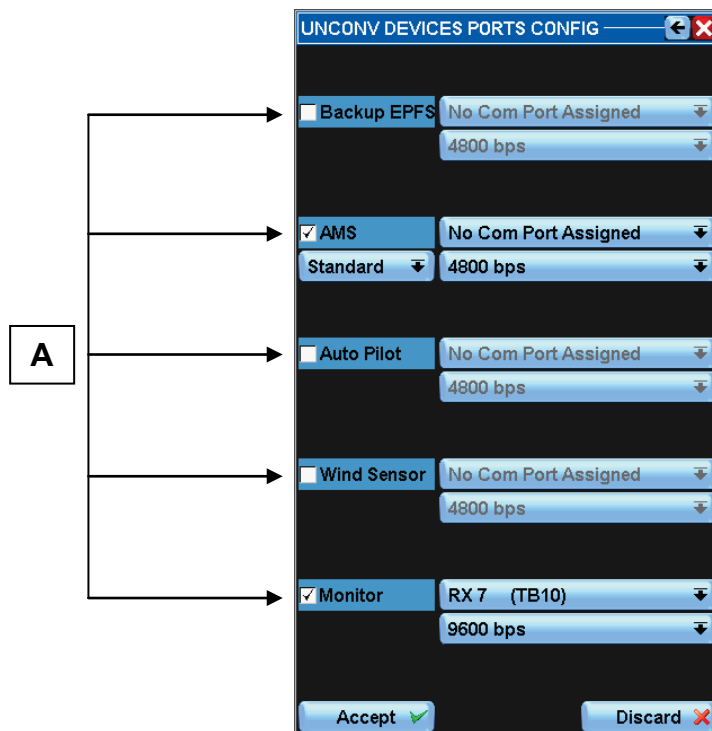 UNCONV DEVICES PORTS CONFIG
Backup EPFS No Com Port Assigned
4800 bps
AMS No Com Port Assigned
Standard 4800 bps
A
Auto Pilot No Com Port Assigned
4800 bps
Wind Sensor No Com Port Assigned
4800 bps
Monitor RX 7 (TB10)
9600 bps
Accept Discard